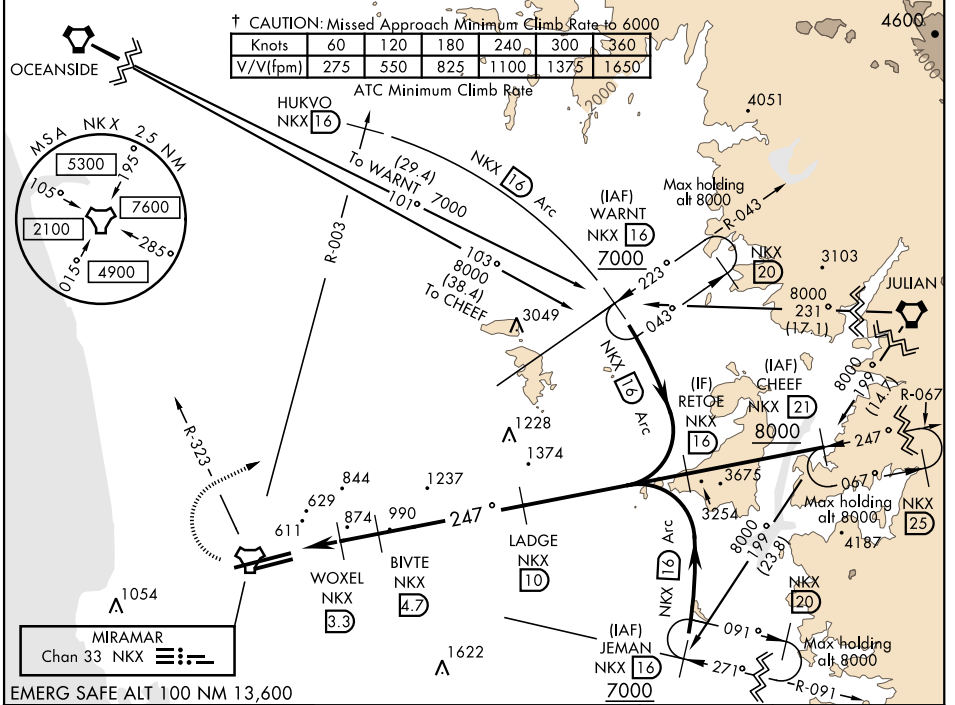 † CAUTION: Missed Approach Minimum Climb Rate to 6000
Knots 60 120 180 240 300 360
V/V(fpm) 275 550 825 1100 1375 1650
ATC Minimum Climb Rate
4600
4000
2000
OCEANSIDE
HUKVO
NKX 16
4051
MSA NKX 25 NM
5300
195°
105°
7600
2100
285°
015°
4900
(29.4)
To WARNT 7000
101°
NKX 16 Arc
103°
8000
(38.4)
To CHEEF
R-003
(IAF)
WARNT
NKX 16
7000
Max holding
alt 8000
R-043
223°
043°
NKX
20
3103
JULIAN
8000
231°
(17.1)
3049
NKX 16 Arc
8000
199°
(14.7)
(IF)
RETOE
NKX
16
(IAF)
CHEEF
NKX 21
8000
R-067
247°
067°
Max holding
alt 8000
NKX
25
1228
1374
3675
3254
4187
R-323
844
1237
629
611
874
990
247°
8000
199°
(23.8)
WOXEL
NKX
3.3
BIVTE
NKX
4.7
LADGE
NKX
10
NKX 16 Arc
NKX
20
1054
1622
MIRAMAR
Chan 33 NKX
(IAF)
JEMAN
NKX 16
7000
091°
271°
Max holding
alt 8000
R-091
EMERG SAFE ALT 100 NM 13,600